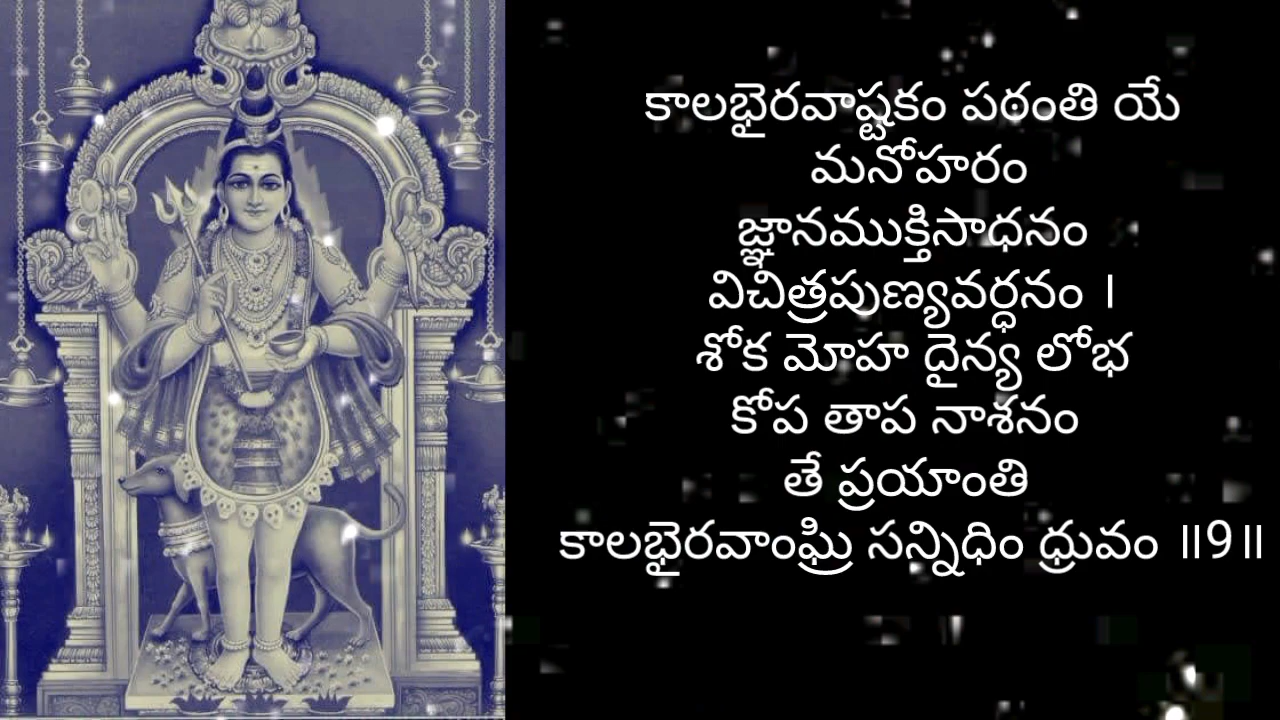 కాలభైరవాష్టకం పఠంతి యే
మనోహరం
జ్ఞానముక్తిసాధనం
విచిత్రపుణ్యవర్ధనం ।
శోక మోహ దైన్య లోభ
కోప తాప నాశనం
తే ప్రయాంతి
కాలభైరవాంఘ్రి సన్నిధిం ధ్రువం ॥9॥